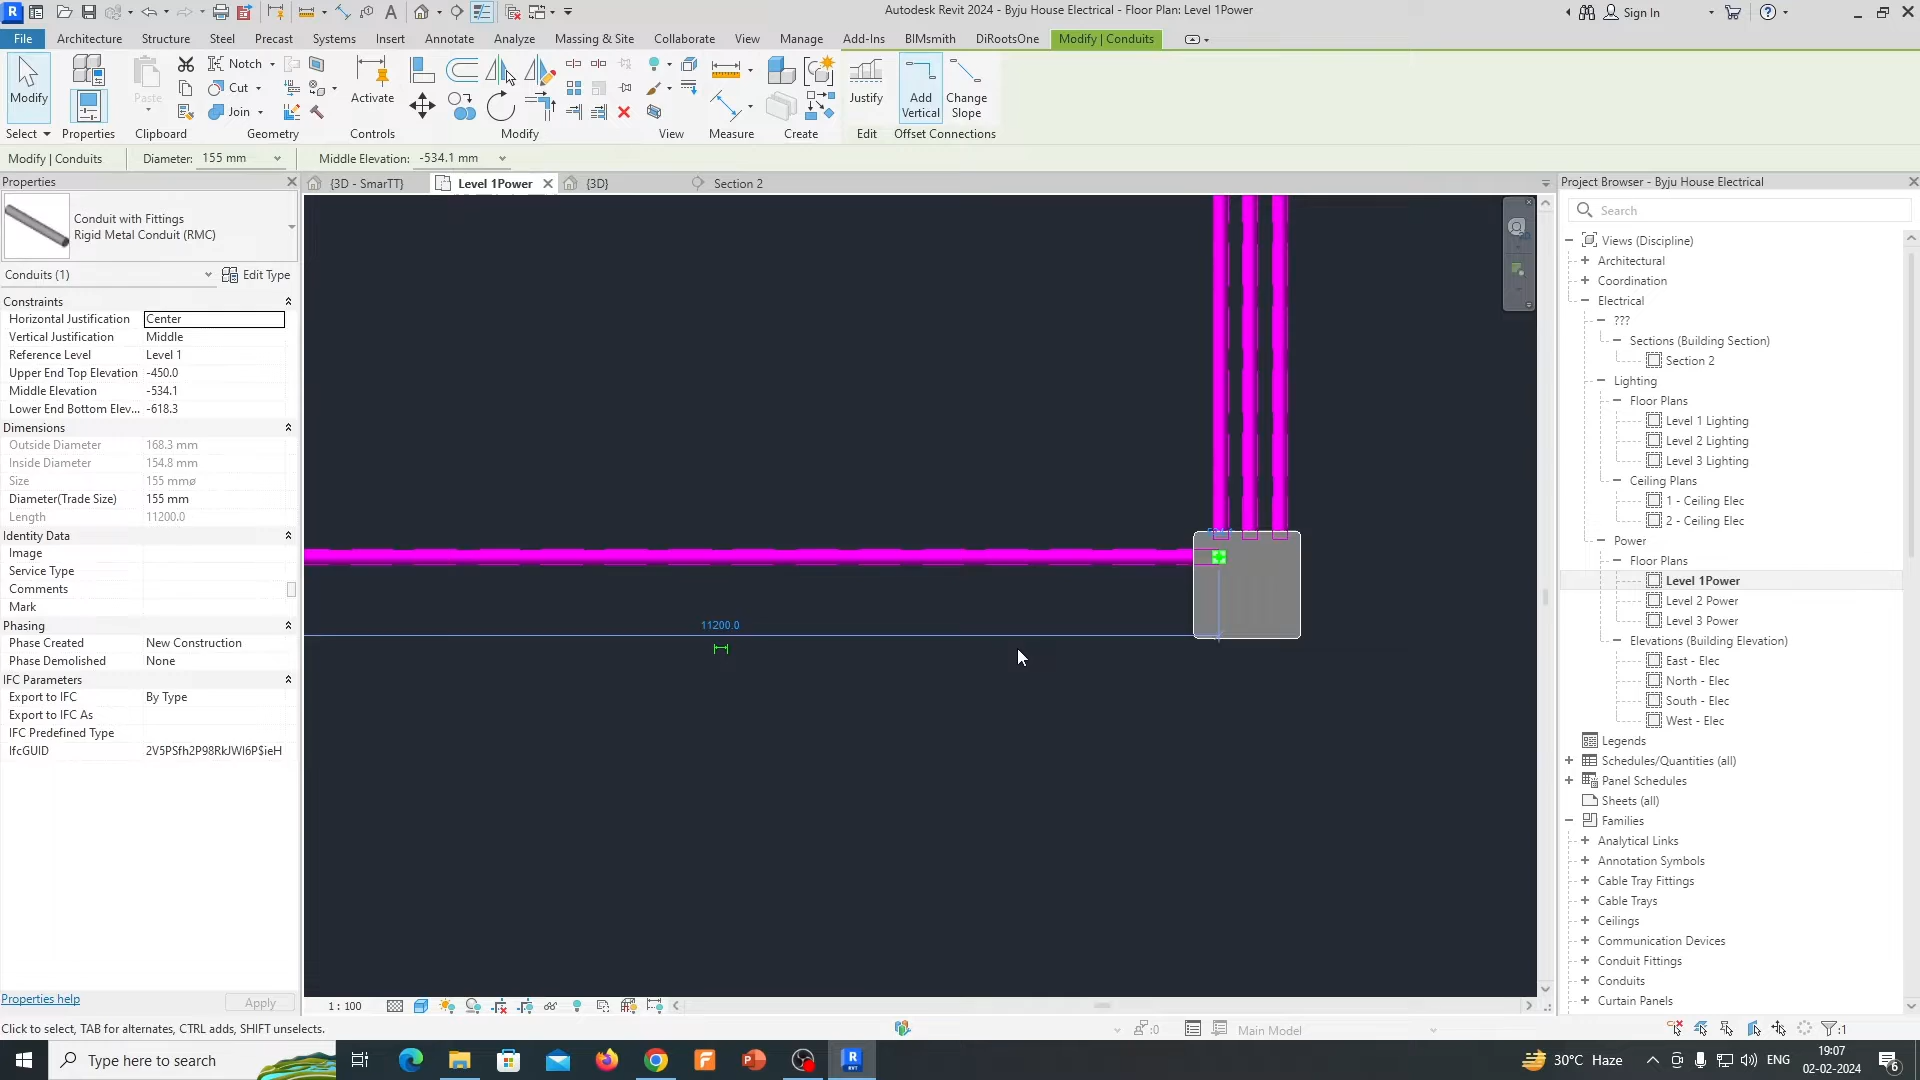 Autodesk Revit 2024 - Byju House Electrical - Floor Plan: Level 1Power
Sign In
File
Architecture
Structure
Steel
Precast
Systems
Insert
Annotate
Analyze
Massing & Site
Collaborate
View
Manage
Add-Ins
BIMsmith
DiRootsOne
Modify | Conduits
Modify
Paste
Notch
Cut
Join
Activate
Justify
Add
Vertical
Change
Slope
Select
Properties
Clipboard
Geometry
Controls
Modify
View
Measure
Create
Edit
Offset Connections
Modify | Conduits
Diameter: 155 mm
Middle Elevation: -534.1 mm
Properties
{3D - SmarTT}
Level 1Power
{3D}
Section 2
Project Browser - Byju House Electrical
Conduit with Fittings
Rigid Metal Conduit (RMC)
Conduits (1)
Edit Type
Constraints
Horizontal Justification Center
Vertical Justification Middle
Reference Level Level 1
Upper End Top Elevation -450.0
Middle Elevation -534.1
Lower End Bottom Elev... -618.3
Dimensions
Outside Diameter 168.3 mm
Inside Diameter 154.8 mm
Size 155 mmø
Diameter(Trade Size) 155 mm
Length 11200.0
Identity Data
Image
Service Type
Comments
Mark
Phasing
Phase Created New Construction
Phase Demolished None
IFC Parameters
Export to IFC By Type
Export to IFC As
IFC Predefined Type
IfcGUID 2V5PSfh2P98RkJWI6P$ieH
Properties help
Apply
11200.0
1 : 100
Search
Views (Discipline)
Architectural
Coordination
Electrical
???
Sections (Building Section)
Section 2
Lighting
Floor Plans
Level 1 Lighting
Level 2 Lighting
Level 3 Lighting
Ceiling Plans
1 - Ceiling Elec
2 - Ceiling Elec
Power
Floor Plans
Level 1Power
Level 2 Power
Level 3 Power
Elevations (Building Elevation)
East - Elec
North - Elec
South - Elec
West - Elec
Legends
Schedules/Quantities (all)
Panel Schedules
Sheets (all)
Families
Analytical Links
Annotation Symbols
Cable Tray Fittings
Cable Trays
Ceilings
Communication Devices
Conduit Fittings
Conduits
Curtain Panels
Click to select, TAB for alternates, CTRL adds, SHIFT unselects.
:0
Main Model
:1
Type here to search
30°C Haze
ENG
19:07
02-02-2024
6